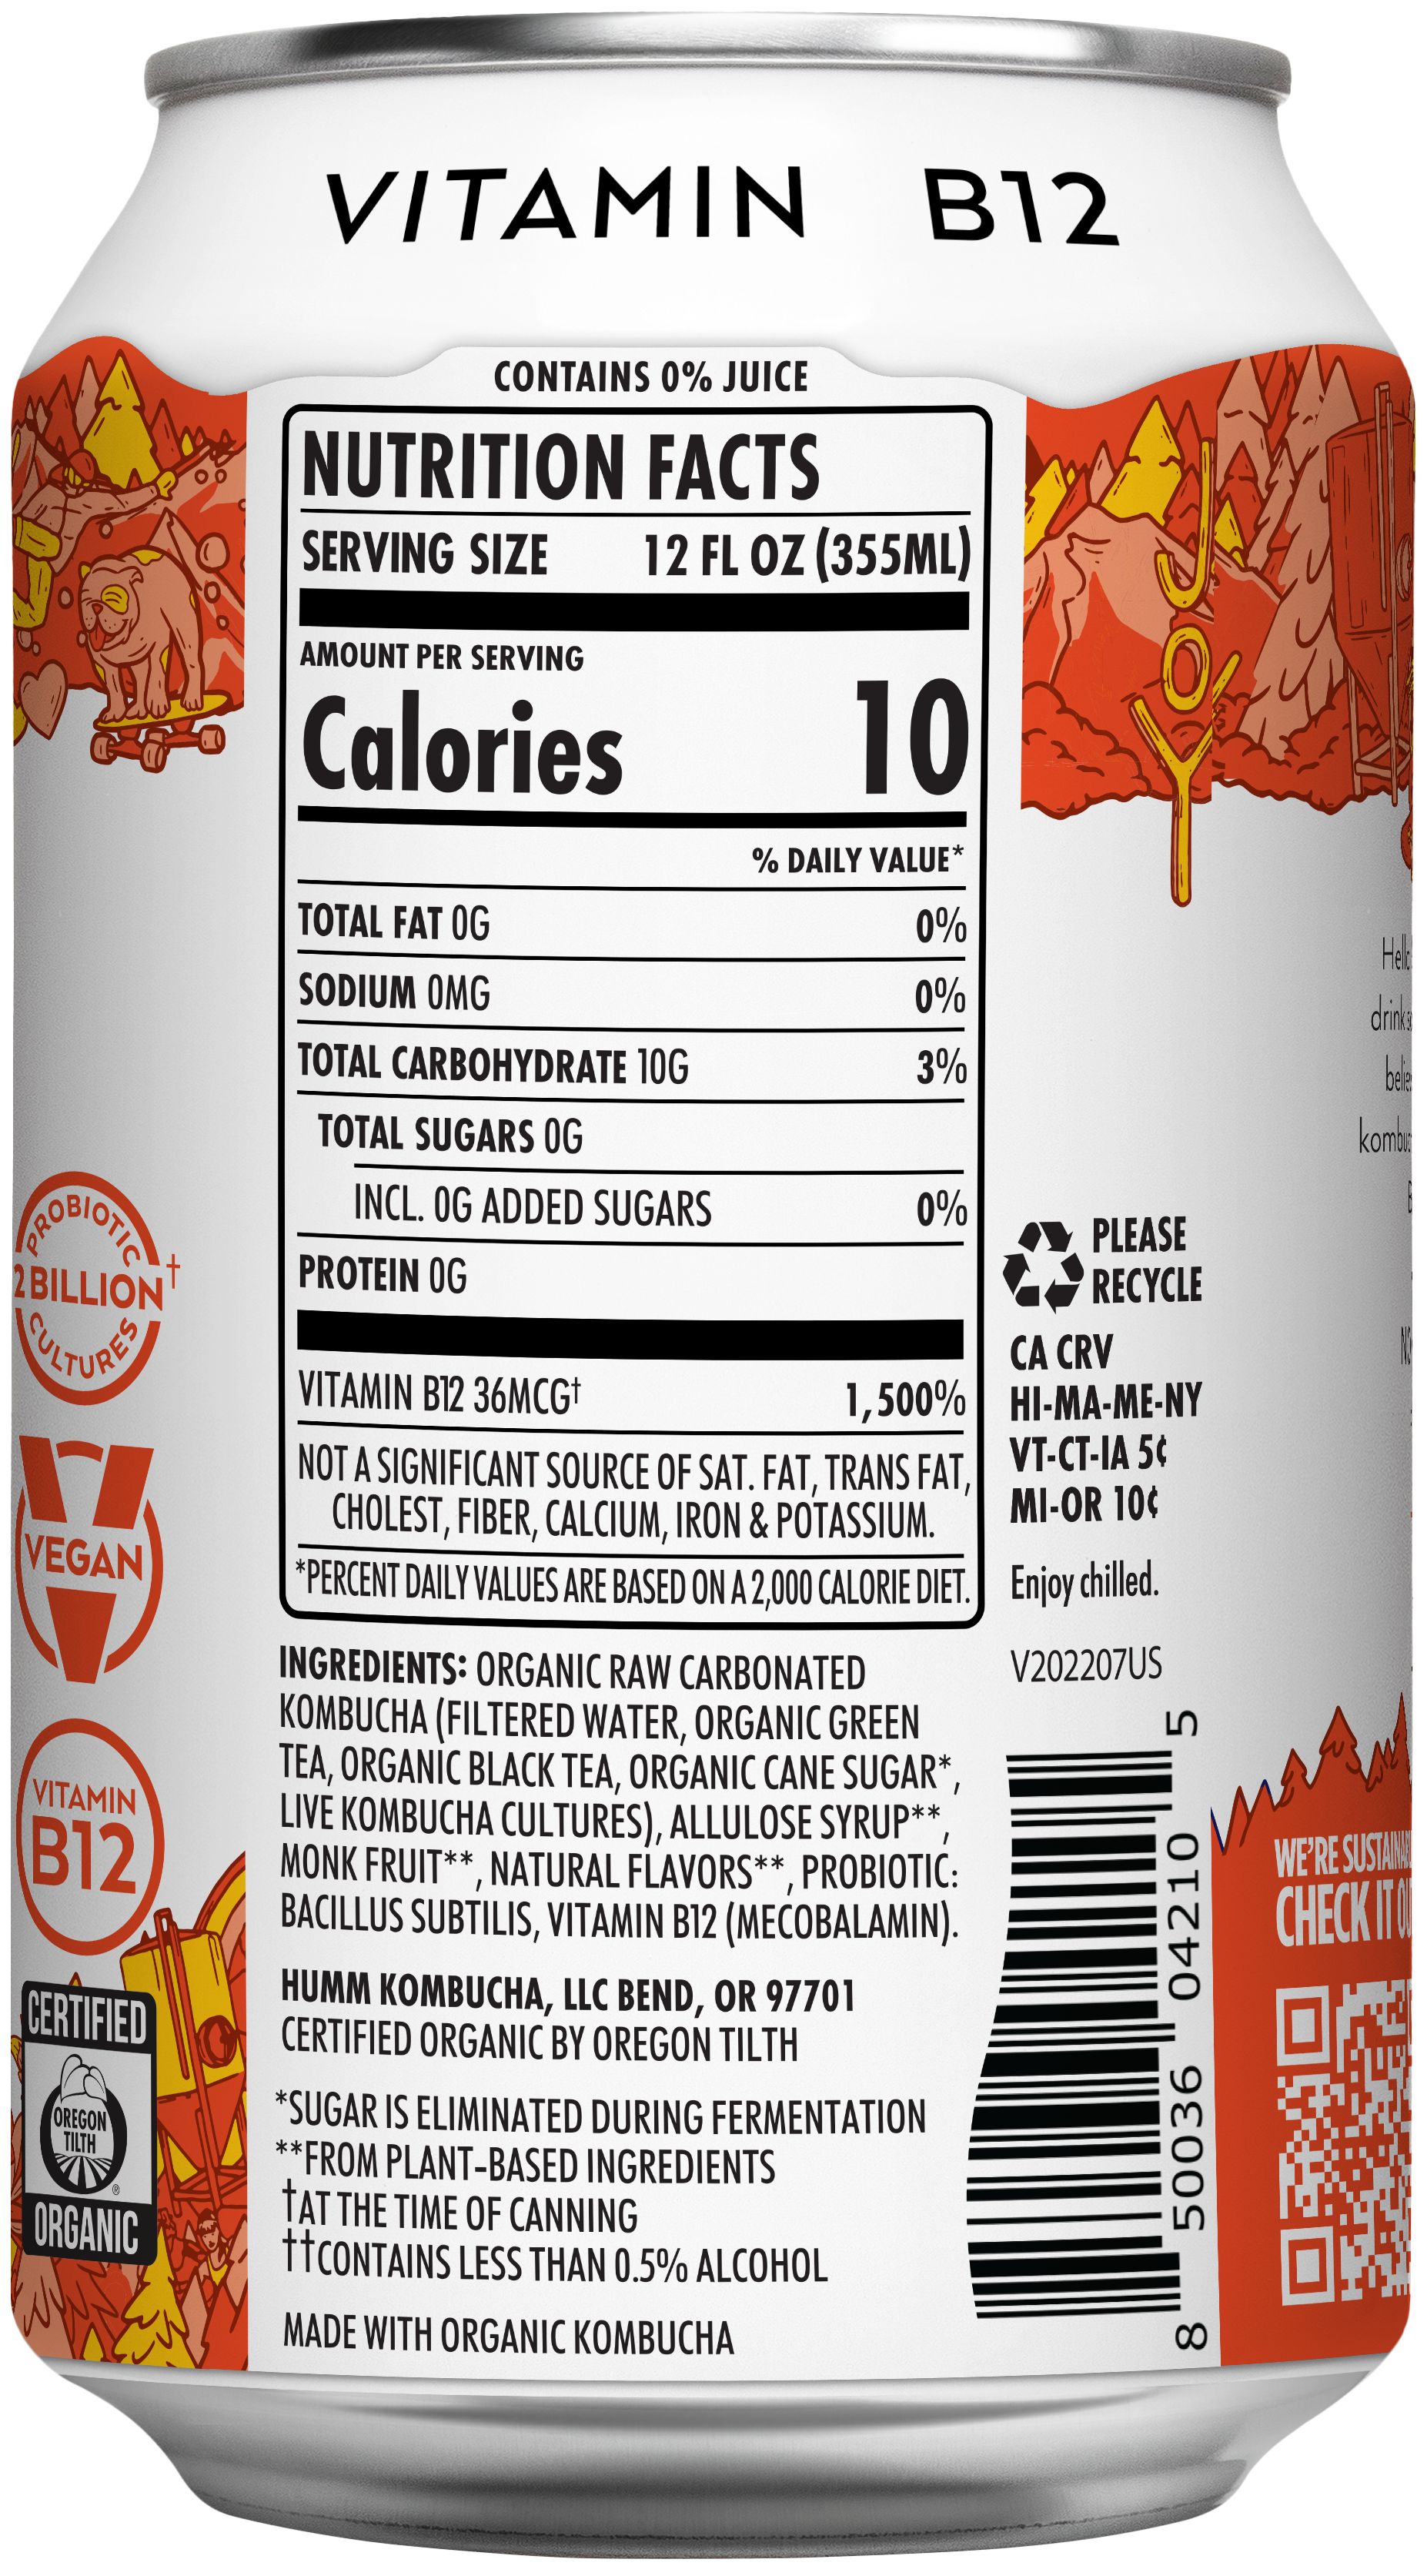 VITAMIN B12
CONTAINS 0% JUICE
NUTRITION FACTS
SERVING SIZE 12 FL OZ (355ML)
AMOUNT PER SERVING
Calories 10
% DAILY VALUE*
TOTAL FAT 0G 0%
SODIUM 0MG 0%
TOTAL CARBOHYDRATE 10G 3%
TOTAL SUGARS 0G
INCL. 0G ADDED SUGARS 0%
PROTEIN 0G
VITAMIN B12 36MCG† 1,500%
NOT A SIGNIFICANT SOURCE OF SAT. FAT, TRANS FAT,
CHOLEST, FIBER, CALCIUM, IRON & POTASSIUM.
*PERCENT DAILY VALUES ARE BASED ON A 2,000 CALORIE DIET.
INGREDIENTS: ORGANIC RAW CARBONATED
KOMBUCHA (FILTERED WATER, ORGANIC GREEN
TEA, ORGANIC BLACK TEA, ORGANIC CANE SUGAR*,
LIVE KOMBUCHA CULTURES), ALLULOSE SYRUP**,
MONK FRUIT**, NATURAL FLAVORS**, PROBIOTIC:
BACILLUS SUBTILIS, VITAMIN B12 (MECOBALAMIN).
HUMM KOMBUCHA, LLC BEND, OR 97701
CERTIFIED ORGANIC BY OREGON TILTH
*SUGAR IS ELIMINATED DURING FERMENTATION
**FROM PLANT-BASED INGREDIENTS
†AT THE TIME OF CANNING
††CONTAINS LESS THAN 0.5% ALCOHOL
MADE WITH ORGANIC KOMBUCHA
PROBIOTIC
2 BILLION†
CULTURES
VEGAN
VITAMIN
B12
CERTIFIED
OREGON
TILTH
®
ORGANIC
JOY
PLEASE
RECYCLE
CA CRV
HI-MA-ME-NY
VT-CT-IA 5¢
MI-OR 10¢
Enjoy chilled.
V202207US
8 50036 04210 5
WE'RE
CHECK IT